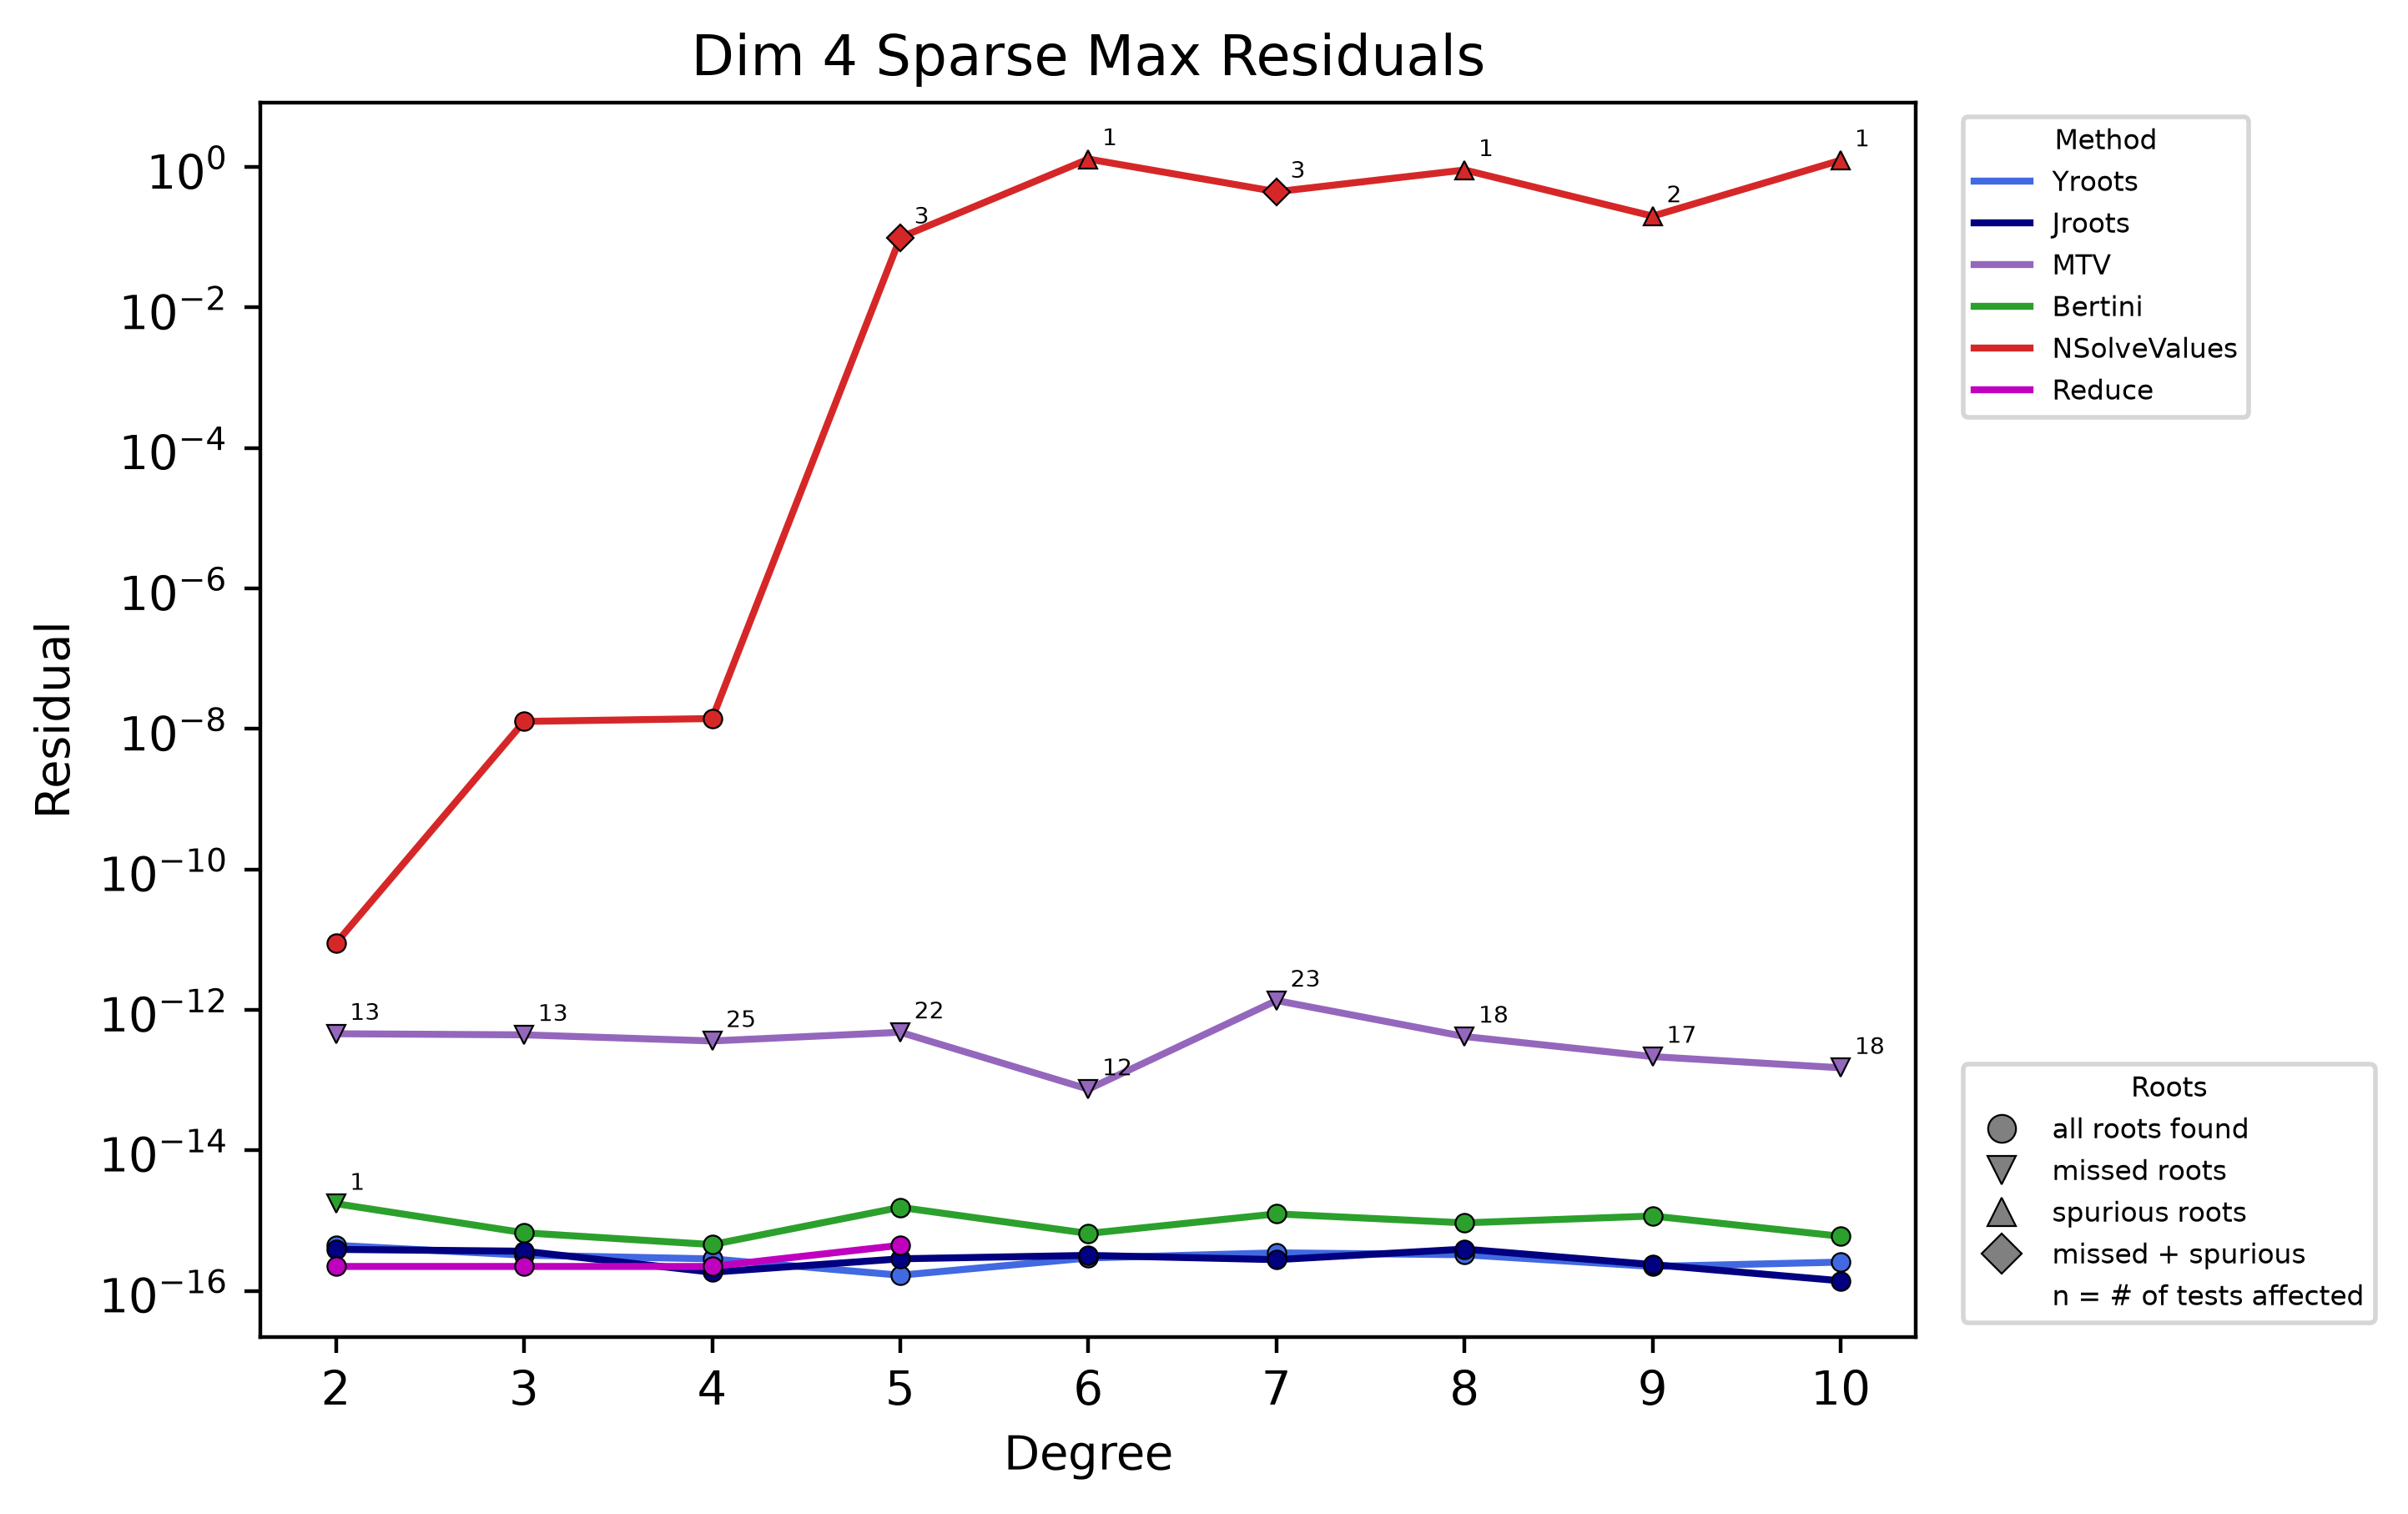 Dim 4 Sparse Max Residuals
Residual
10⁰
10⁻²
10⁻⁴
10⁻⁶
10⁻⁸
10⁻¹⁰
10⁻¹²
10⁻¹⁴
10⁻¹⁶
3
1
3
1
2
1
13
13
25
22
12
23
18
17
18
1
2 3 4 5 6 7 8 9 10
Degree
Method
Yroots
Jroots
MTV
Bertini
NSolveValues
Reduce
Roots
all roots found
missed roots
spurious roots
missed + spurious
n = # of tests affected